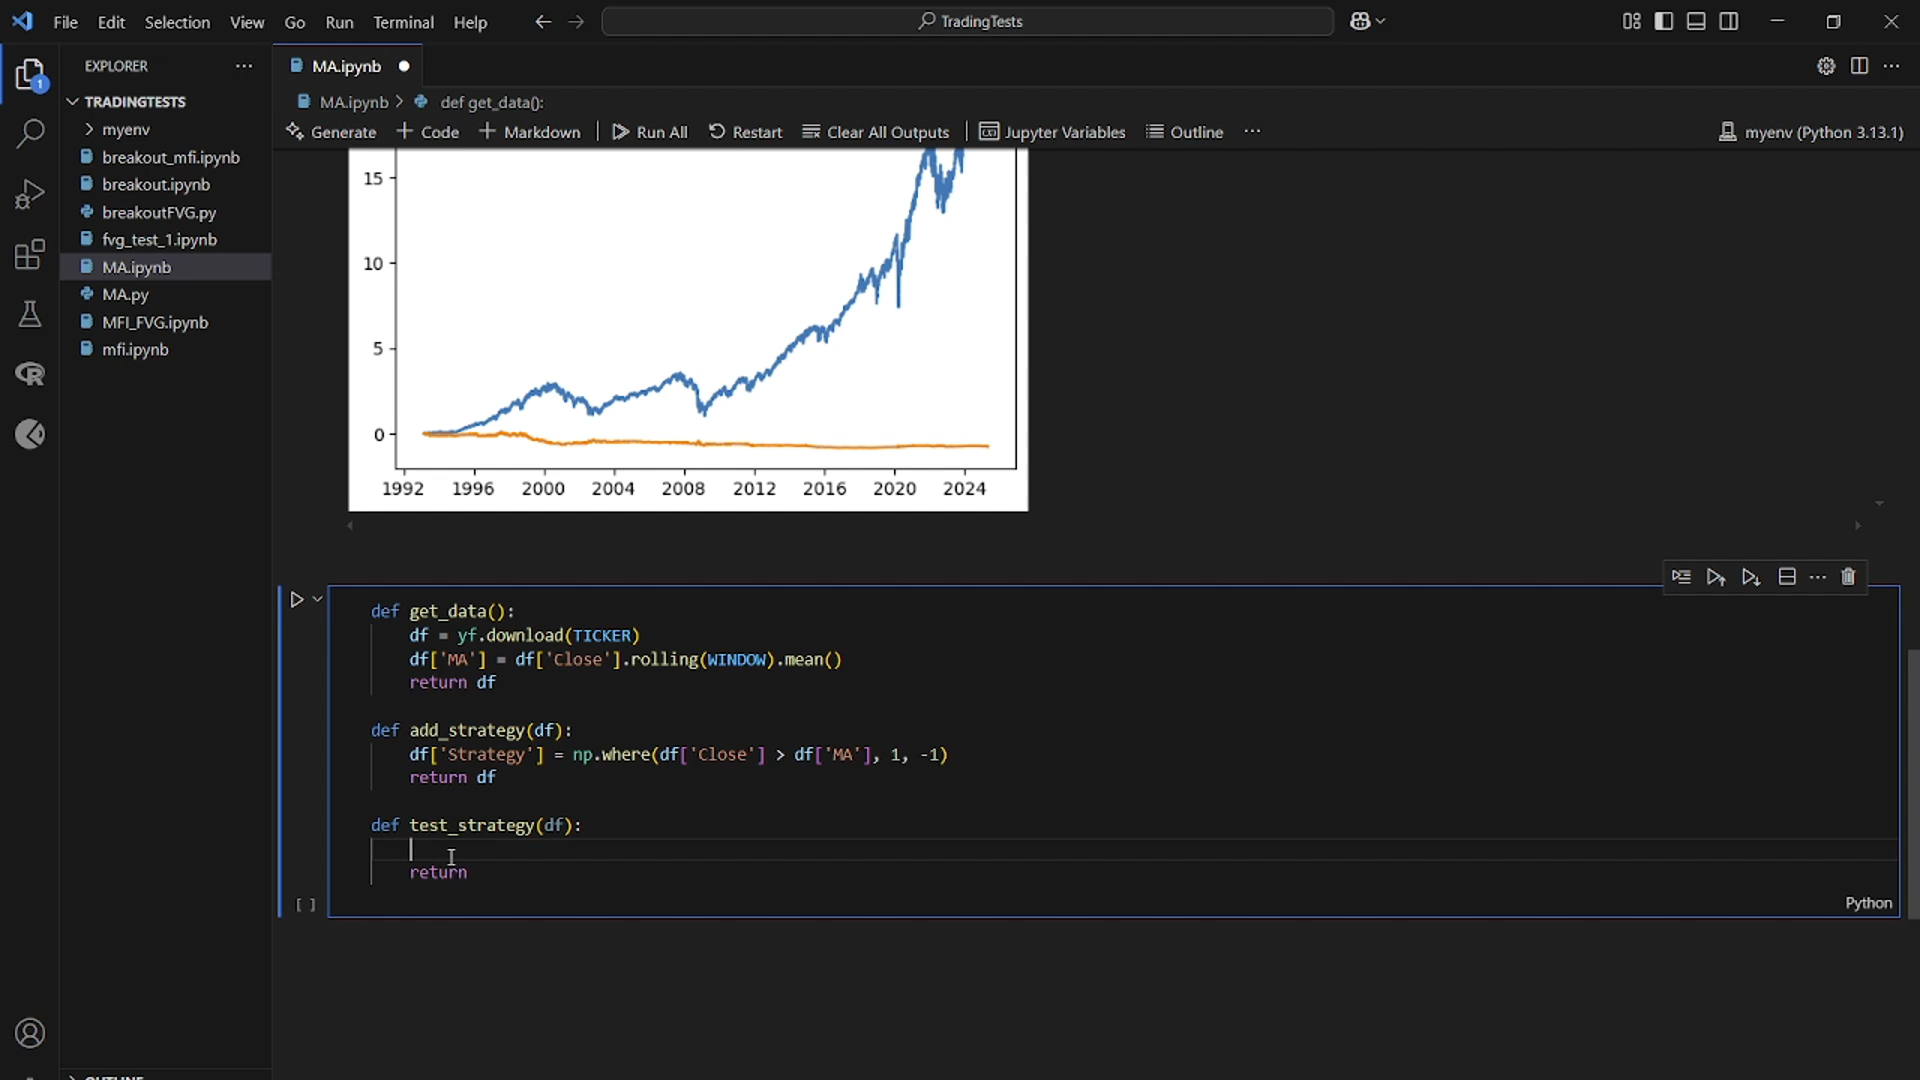 File Edit Selection View Go Run Terminal Help
TradingTests
EXPLORER
TRADINGTESTS
1
myenv
breakout_mfi.ipynb
breakout.ipynb
breakoutFVG.py
fvg_test_1.ipynb
MA.ipynb
MA.py
MFI_FVG.ipynb
mfi.ipynb
MA.ipynb
MA.ipynb > def get_data():
Generate + Code + Markdown Run All Restart Clear All Outputs Jupyter Variables Outline ... myenv (Python 3.13.1)
15
10
5
0
1992 1996 2000 2004 2008 2012 2016 2020 2024
def get_data():
df = yf.download(TICKER)
df['MA'] = df['Close'].rolling(WINDOW).mean()
return df
def add_strategy(df):
df['Strategy'] = np.where(df['Close'] > df['MA'], 1, -1)
return df
def test_strategy(df):
return
[ ]
Python
OUTLINE